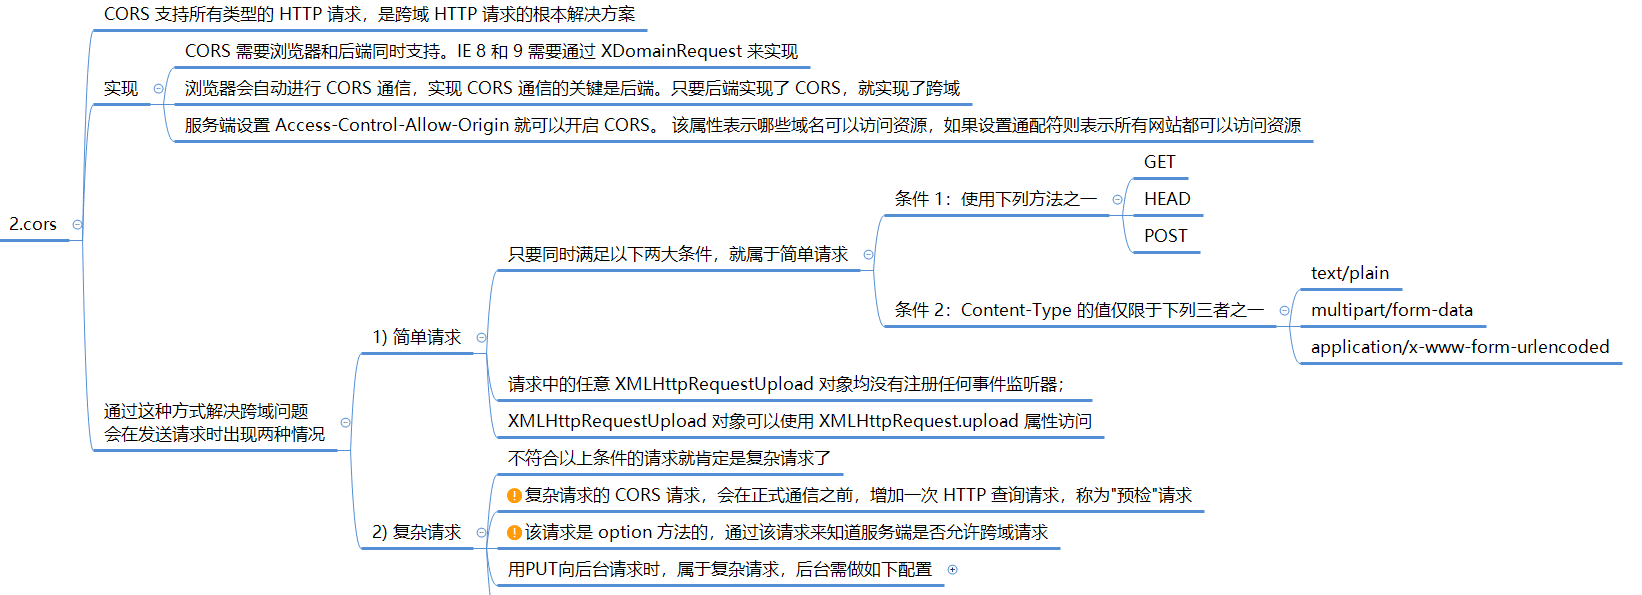 CORS 支持所有类型的 HTTP 请求，是跨域 HTTP 请求的根本解决方案
CORS 需要浏览器和后端同时支持。IE 8 和 9 需要通过 XDomainRequest 来实现
实现
浏览器会自动进行 CORS 通信，实现 CORS 通信的关键是后端。只要后端实现了 CORS，就实现了跨域
服务端设置 Access-Control-Allow-Origin 就可以开启 CORS。 该属性表示哪些域名可以访问资源，如果设置通配符则表示所有网站都可以访问资源
2.cors
通过这种方式解决跨域问题
会在发送请求时出现两种情况
1) 简单请求
只要同时满足以下两大条件，就属于简单请求
条件 1：使用下列方法之一
GET
HEAD
POST
条件 2：Content-Type 的值仅限于下列三者之一
text/plain
multipart/form-data
application/x-www-form-urlencoded
请求中的任意 XMLHttpRequestUpload 对象均没有注册任何事件监听器；
XMLHttpRequestUpload 对象可以使用 XMLHttpRequest.upload 属性访问
2) 复杂请求
不符合以上条件的请求就肯定是复杂请求了
复杂请求的 CORS 请求，会在正式通信之前，增加一次 HTTP 查询请求，称为"预检"请求
该请求是 option 方法的，通过该请求来知道服务端是否允许跨域请求
用PUT向后台请求时，属于复杂请求，后台需做如下配置